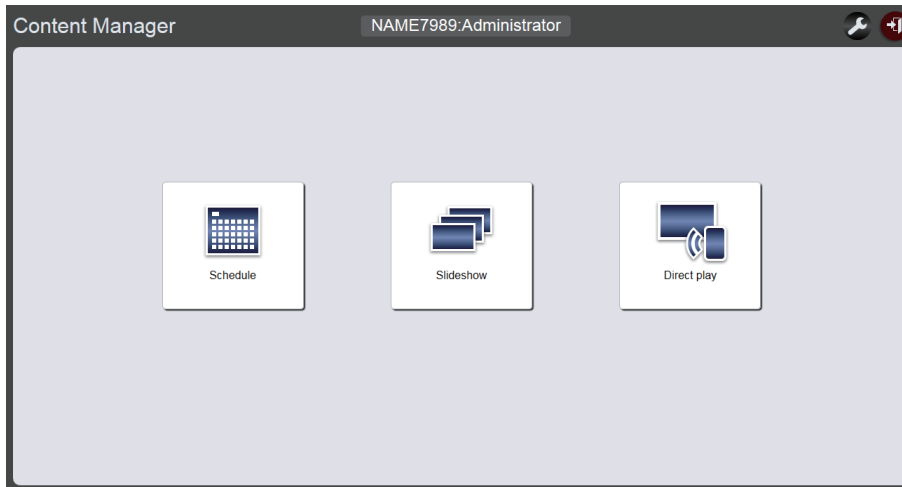 Content Manager
NAME7989:Administrator
Schedule
Slideshow
Direct play